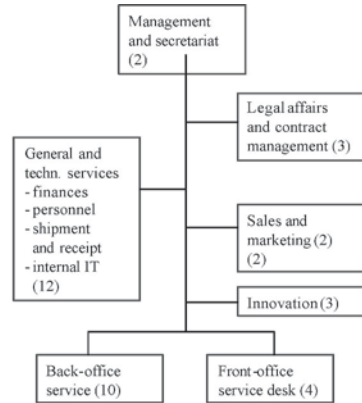 Management
and secretariat
(2)
Legal affairs
and contract
management (3)
General and
techn. services
- finances
- personnel
- shipment
and receipt
- internal IT
(12)
Sales and
marketing (2)
(2)
Innovation (3)
Back-office
service (10)
Front-office
service desk (4)